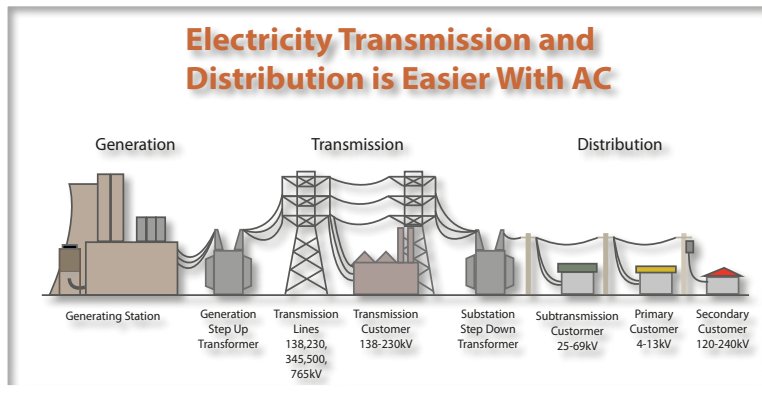 Electricity Transmission and
Distribution is Easier With AC
Generation
Transmission
Distribution
Generating Station
Generation
Step Up
Transformer
Transmission
Lines
138,230,
345,500,
765kV
Transmission
Customer
138-230kV
Substation
Step Down
Transformer
Subtransmission
Custormer
25-69kV
Primary
Customer
4-13kV
Secondary
Customer
120-240kV